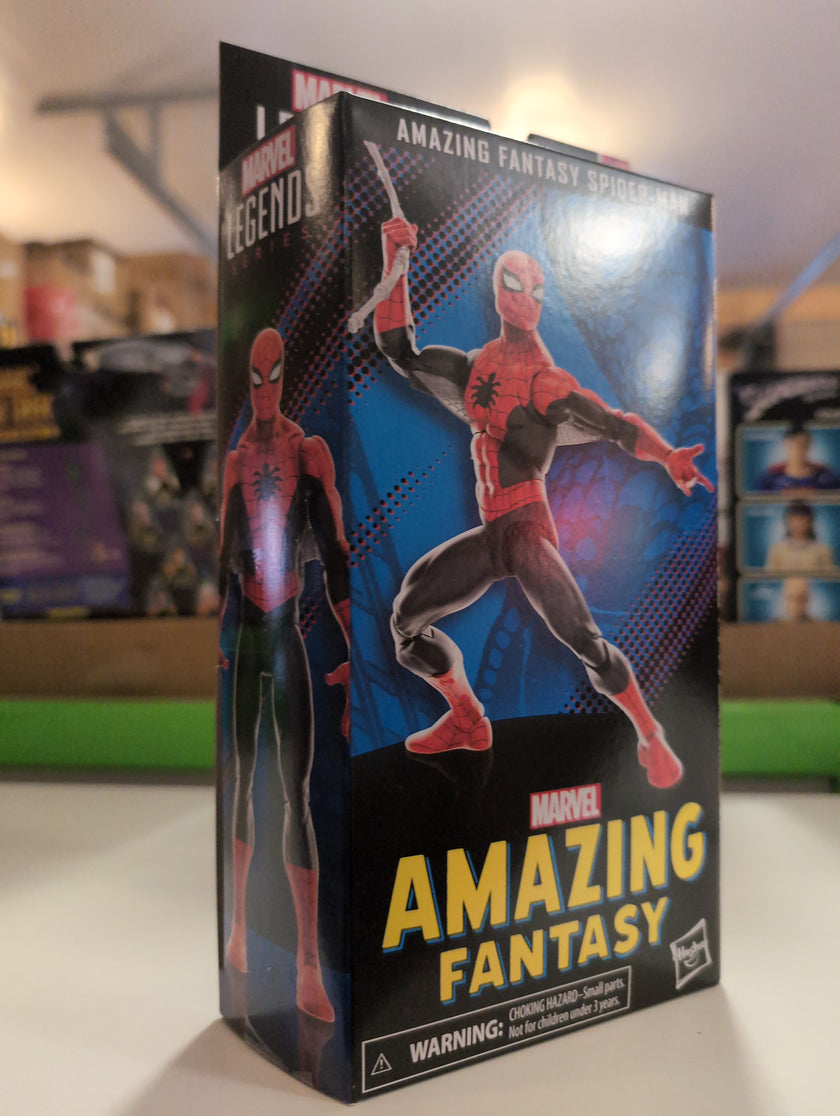 MARVEL
MARVEL
LEGENDS
SERIES
AMAZING FANTASY SPIDER-MAN
MARVEL
AMAZING
FANTASY
Hasbro
WARNING:
CHOKING HAZARD–Small parts.
Not for children under 3 years.